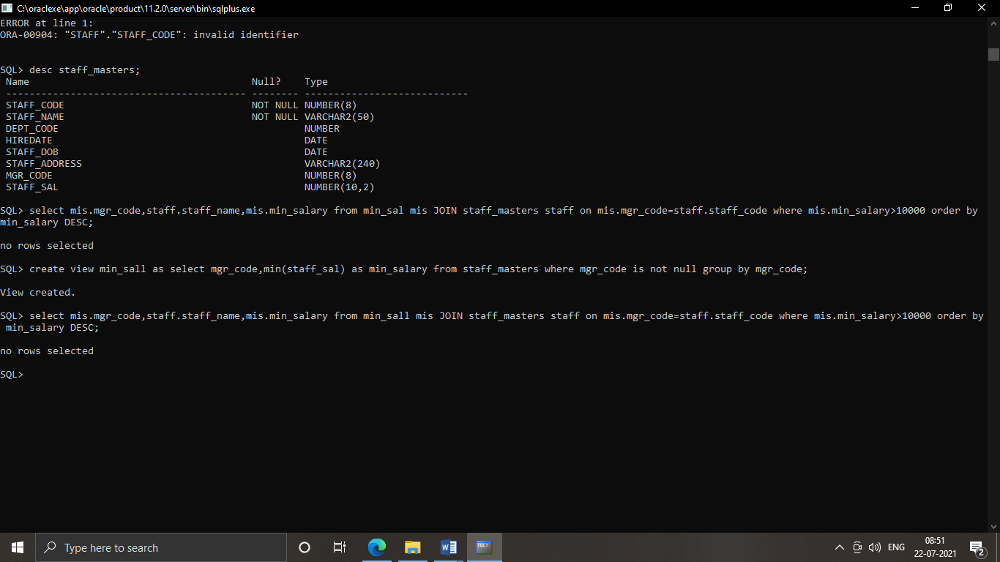 C:\oraclexe\app\oracle\product\11.2.0\server\bin\sqlplus.exe
ERROR at line 1:
ORA-00904: "STAFF"."STAFF_CODE": invalid identifier
SQL> desc staff_masters;
Name Null? Type
----------------------------------------- -------- ----------------------------
STAFF_CODE NOT NULL NUMBER(8)
STAFF_NAME NOT NULL VARCHAR2(50)
DEPT_CODE NUMBER
HIREDATE DATE
STAFF_DOB DATE
STAFF_ADDRESS VARCHAR2(240)
MGR_CODE NUMBER(8)
STAFF_SAL NUMBER(10,2)
SQL> select mis.mgr_code,staff.staff_name,mis.min_salary from min_sal mis JOIN staff_masters staff on mis.mgr_code=staff.staff_code where mis.min_salary>10000 order by
min_salary DESC;
no rows selected
SQL> create view min_sall as select mgr_code,min(staff_sal) as min_salary from staff_masters where mgr_code is not null group by mgr_code;
View created.
SQL> select mis.mgr_code,staff.staff_name,mis.min_salary from min_sall mis JOIN staff_masters staff on mis.mgr_code=staff.staff_code where mis.min_salary>10000 order by
min_salary DESC;
no rows selected
SQL>
Type here to search
W
SQL>
ENG
08:51
22-07-2021
2